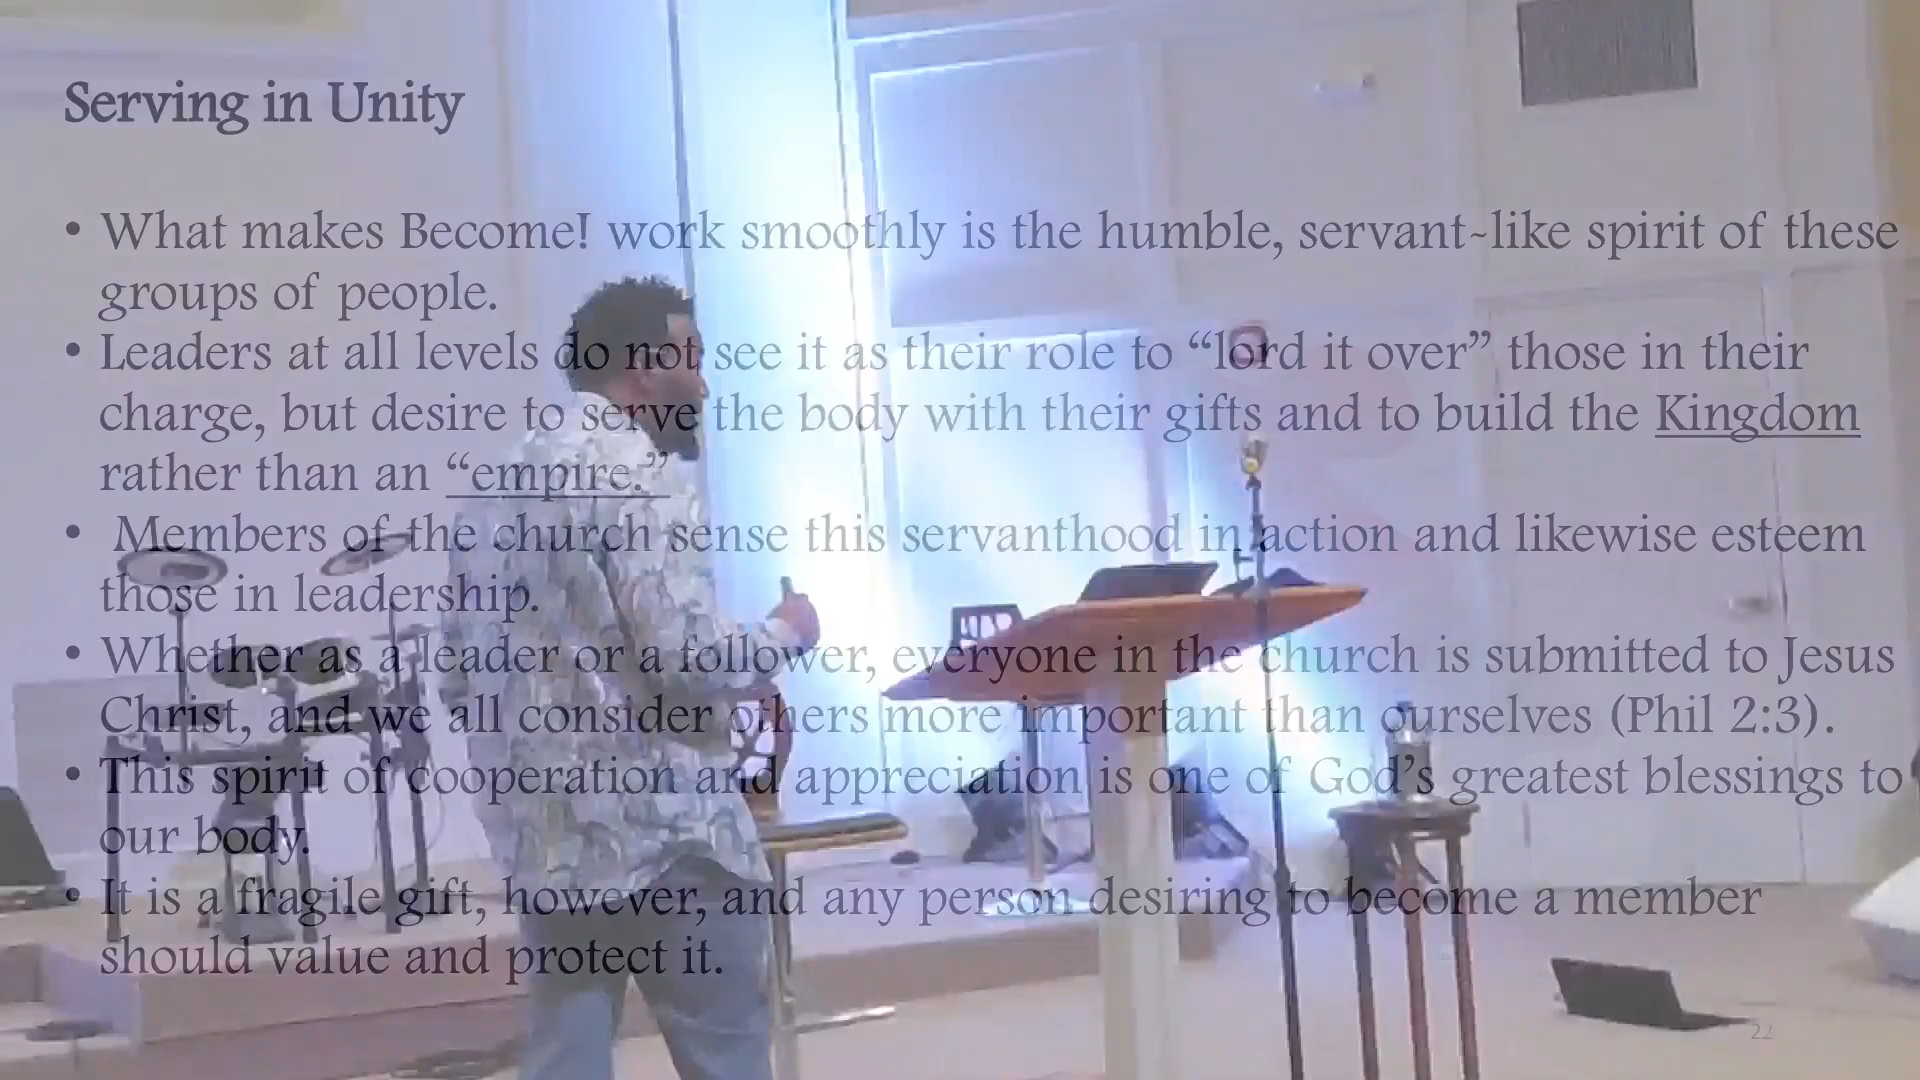 Serving in Unity
• What makes Become! work smoothly is the humble, servant-like spirit of these
groups of people.
• Leaders at all levels do not see it as their role to “lord it over” those in their
charge, but desire to serve the body with their gifts and to build the Kingdom
rather than an “empire.”
• Members of the church sense this servanthood in action and likewise esteem
those in leadership.
• Whether as a leader or a follower, everyone in the church is submitted to Jesus
Christ, and we all consider others more important than ourselves (Phil 2:3).
• This spirit of cooperation and appreciation is one of God’s greatest blessings to
our body.
• It is a fragile gift, however, and any person desiring to become a member
should value and protect it.
22